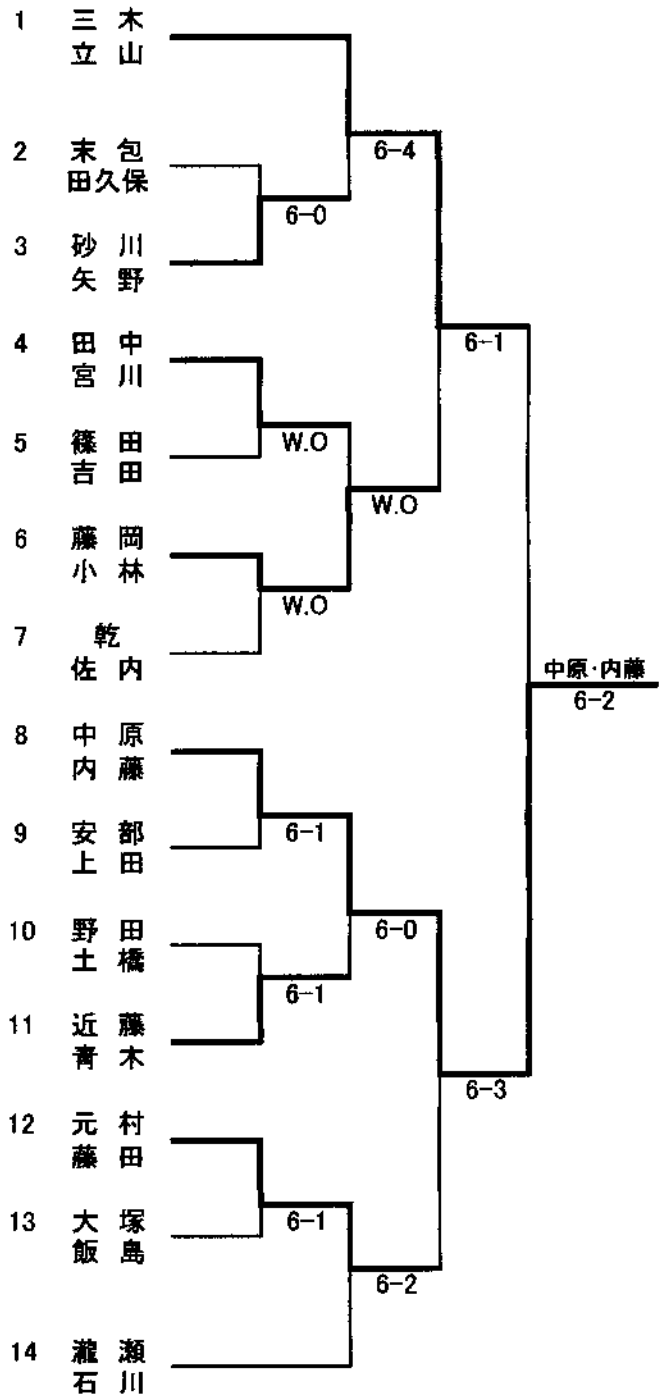 1 三木
立山
6-4
2 末包
田久保
6-0
3 砂川
矢野
6-1
4 田中
宮川
W.O
5 篠田
吉田
W.O
6 藤岡
小林
W.O
7 乾
佐内
中原・内藤
6-2
8 中原
内藤
6-1
9 安部
上田
10 野田
土橋
6-0
6-1
11 近藤
青木
6-3
12 元村
藤田
6-1
13 大塚
飯島
6-2
14 瀧瀬
石川